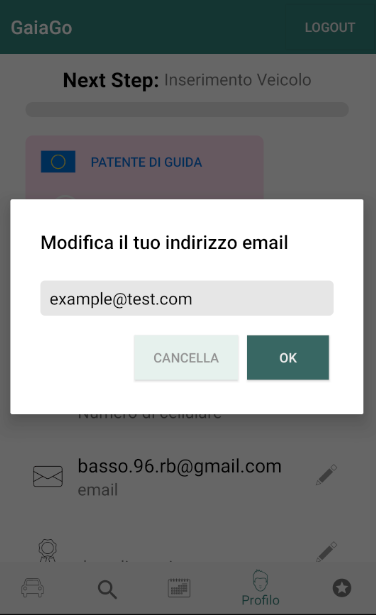 GaiaGo
LOGOUT
Next Step: Inserimento Veicolo
PATENTE DI GUIDA
Modifica il tuo indirizzo email
example@test.com
CANCELLA
OK
Numero di cellulare
basso.96.rb@gmail.com
email
Profilo